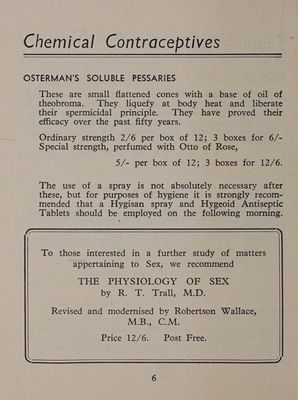 Chemical Contraceptives
OSTERMAN'S SOLUBLE PESSARIES
These are small flattened cones with a base of oil of
theobroma. They liquefy at body heat and liberate
their spermicidal principle. They have proved their
efficacy over the past fifty years.
Ordinary strength 2/6 per box of 12; 3 boxes for 6/-
Special strength, perfumed with Otto of Rose,
5/- per box of 12; 3 boxes for 12/6.
The use of a spray is not absolutely necessary after
these, but for purposes of hygiene it is strongly recom-
mended that a Hygisan spray and Hygeoid Antiseptic
Tablets should be employed on the following morning.
To those interested in a further study of matters
appertaining to Sex, we recommend
THE PHYSIOLOGY OF SEX
by R. T. Trall, M.D.
Revised and modernised by Robertson Wallace,
M.B., C.M.
Price 12/6. Post Free.
6